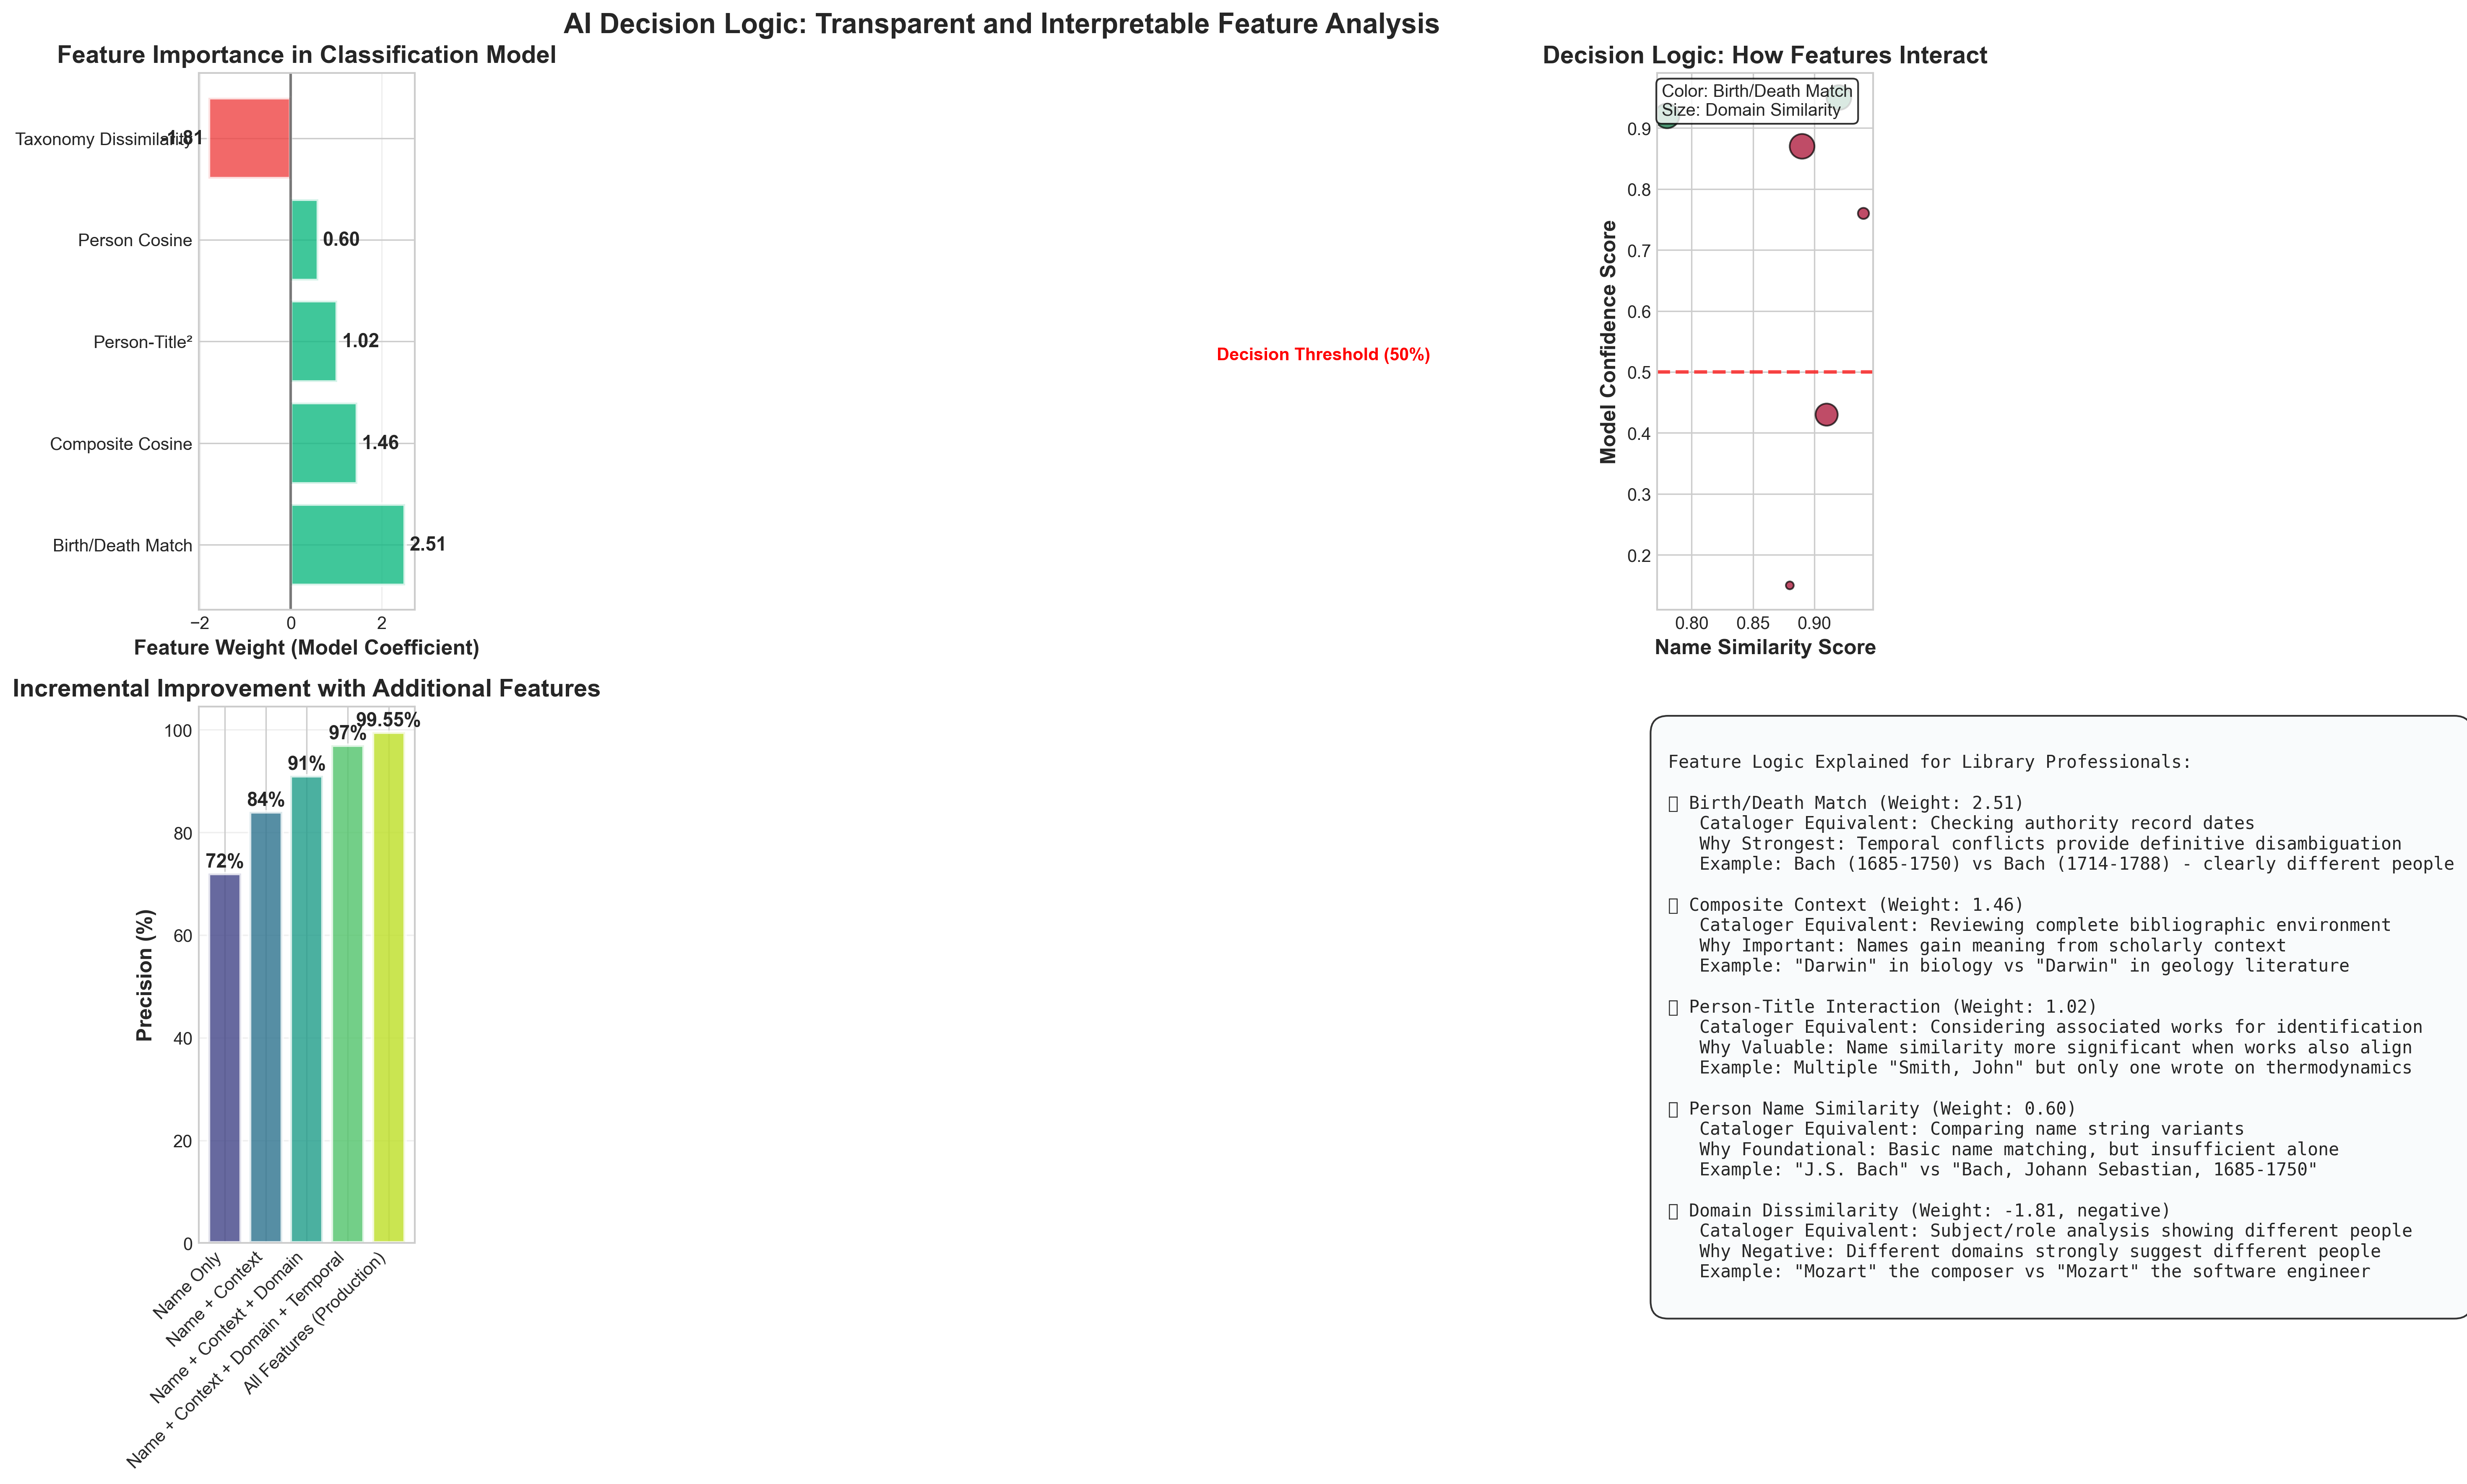 AI Decision Logic: Transparent and Interpretable Feature Analysis
Feature Importance in Classification Model
Taxonomy Dissimilarity
-1.81
Person Cosine
0.60
Person-Title²
1.02
Composite Cosine
1.46
Birth/Death Match
2.51
−2 0 2
Feature Weight (Model Coefficient)
Decision Threshold (50%)
Decision Logic: How Features Interact
Color: Birth/Death Match
Size: Domain Similarity
Model Confidence Score
0.9
0.8
0.7
0.6
0.5
0.4
0.3
0.2
0.80 0.85 0.90
Name Similarity Score
Incremental Improvement with Additional Features
Precision (%)
100
80
60
40
20
0
72%
84%
91%
97%
99.55%
Name Only
Name + Context
Name + Context + Domain
Name + Context + Domain + Temporal
All Features (Production)
Feature Logic Explained for Library Professionals:
Birth/Death Match (Weight: 2.51)
Cataloger Equivalent: Checking authority record dates
Why Strongest: Temporal conflicts provide definitive disambiguation
Example: Bach (1685-1750) vs Bach (1714-1788) - clearly different people
Composite Context (Weight: 1.46)
Cataloger Equivalent: Reviewing complete bibliographic environment
Why Important: Names gain meaning from scholarly context
Example: "Darwin" in biology vs "Darwin" in geology literature
Person-Title Interaction (Weight: 1.02)
Cataloger Equivalent: Considering associated works for identification
Why Valuable: Name similarity more significant when works also align
Example: Multiple "Smith, John" but only one wrote on thermodynamics
Person Name Similarity (Weight: 0.60)
Cataloger Equivalent: Comparing name string variants
Why Foundational: Basic name matching, but insufficient alone
Example: "J.S. Bach" vs "Bach, Johann Sebastian, 1685-1750"
Domain Dissimilarity (Weight: -1.81, negative)
Cataloger Equivalent: Subject/role analysis showing different people
Why Negative: Different domains strongly suggest different people
Example: "Mozart" the composer vs "Mozart" the software engineer